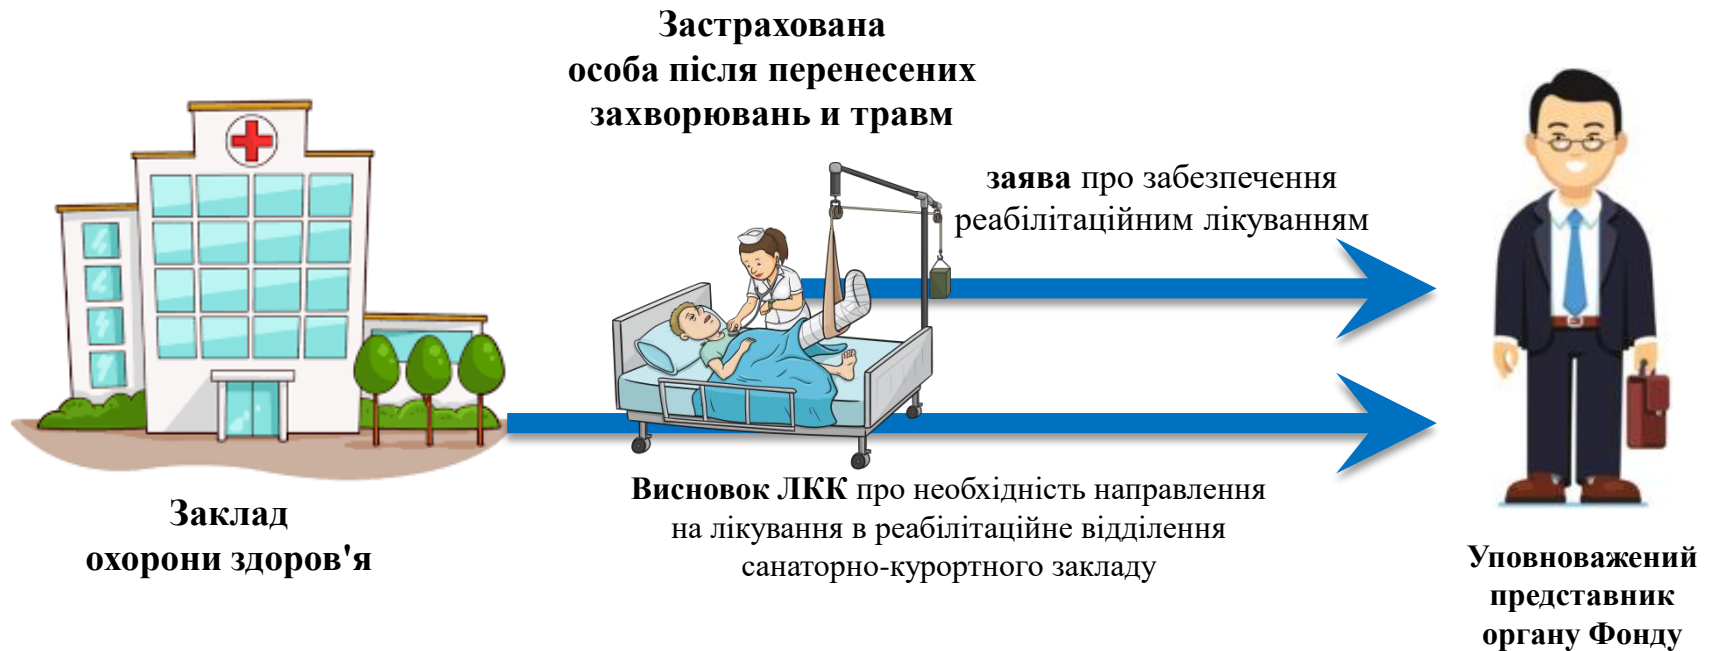 Застрахована
особа після перенесених
захворювань и травм
заява про забезпечення
реабілітаційним лікуванням
Висновок ЛКК про необхідність направлення
на лікування в реабілітаційне відділення
санаторно-курортного закладу
Заклад
охорони здоров'я
Уповноважений
представник
органу Фонду